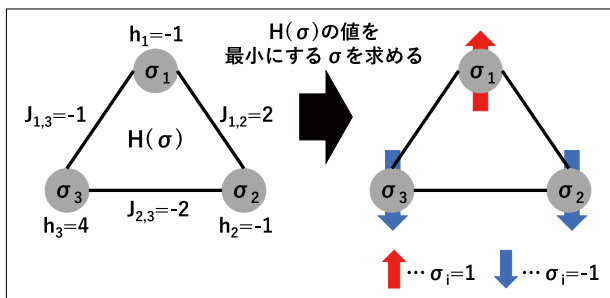 h₁=-1
σ₁
J₁,₃=-1
J₁,₂=2
H(σ)
σ₃
σ₂
h₃=4
J₂,₃=-2
h₂=-1
H(σ)の値を
最小にする σを求める
σ₁
σ₃
σ₂
…σᵢ=1
…σᵢ=-1